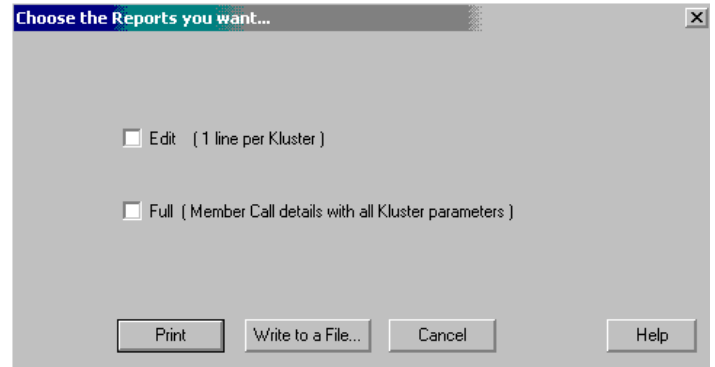 Choose the Reports you want...
Edit ( 1 line per Kluster )
Full ( Member Call details with all Kluster parameters )
Print Write to a File... Cancel Help